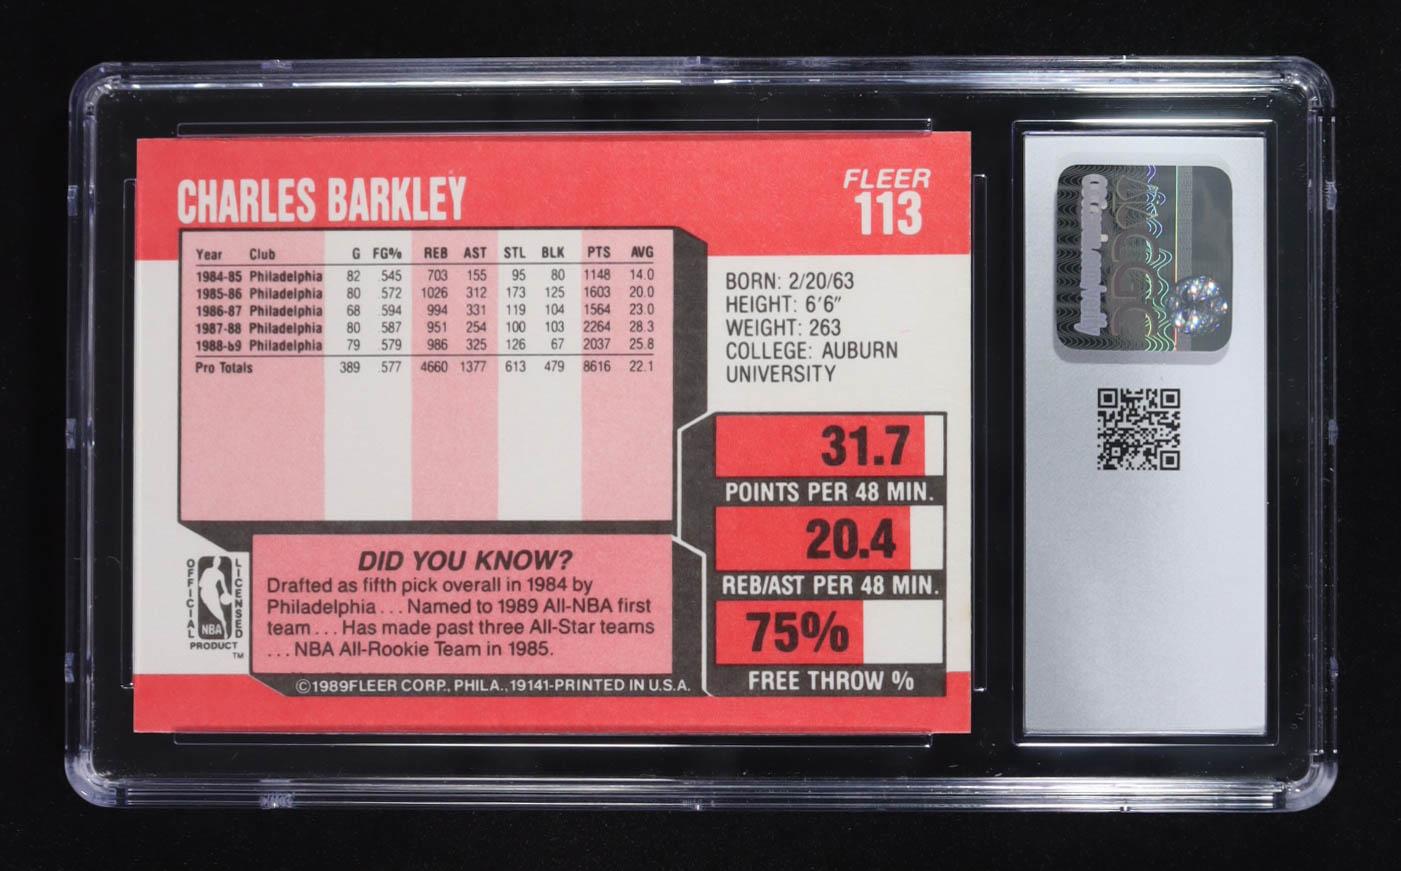 CHARLES BARKLEY
FLEER
113
Year Club G FG% REB AST STL BLK PTS AVG
1984-85 Philadelphia 82 .545 703 155 95 80 1148 14.0
1985-86 Philadelphia 80 .572 1026 312 173 125 1603 20.0
1986-87 Philadelphia 68 .594 994 331 119 104 1564 23.0
1987-88 Philadelphia 80 .587 951 254 100 103 2264 28.3
1988-89 Philadelphia 79 .579 986 325 126 67 2037 25.8
Pro Totals 389 .577 4660 1377 613 479 8616 22.1
BORN: 2/20/63
HEIGHT: 6'6"
WEIGHT: 263
COLLEGE: AUBURN
UNIVERSITY
31.7
POINTS PER 48 MIN.
20.4
REB/AST PER 48 MIN.
75%
FREE THROW %
DID YOU KNOW?
Drafted as fifth pick overall in 1984 by
Philadelphia . . . Named to 1989 All-NBA first
team . . . Has made past three All-Star teams
. . . NBA All-Rookie Team in 1985.
OFFICIAL
LICENSED
NBA
PRODUCT
TM
©1989FLEER CORP., PHILA., 19141-PRINTED IN U.S.A.